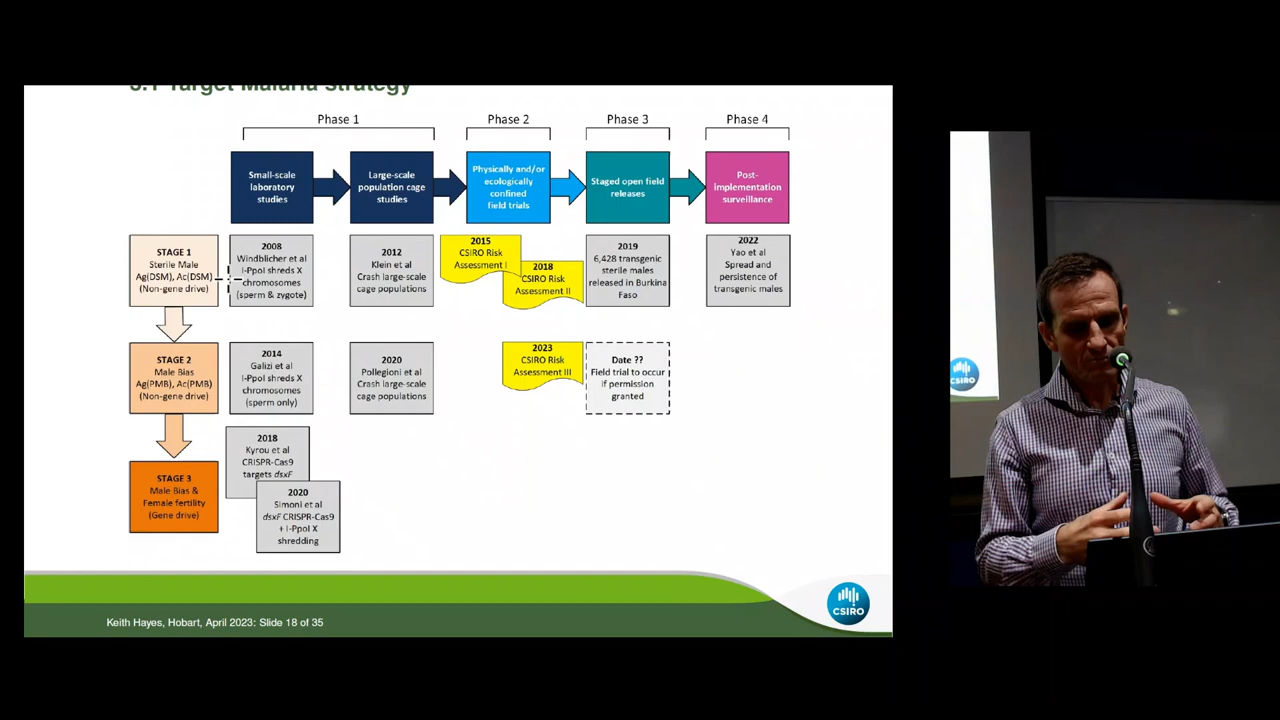 3.1 Target Malaria strategy
Phase 1
Phase 2
Phase 3
Phase 4
Small-scale
laboratory
studies
Large-scale
population cage
studies
Physically and/or
ecologically
confined
field trials
Staged open field
releases
Post-
implementation
surveillance
STAGE 1
Sterile Male
Ag(DSM), Ac(DSM)
(Non-gene drive)
2008
Windblicher et al
I-PpoI shreds X
chromosomes
(sperm & zygote)
2012
Klein et al
Crash large-scale
cage populations
2015
CSIRO Risk
Assessment I
2018
CSIRO Risk
Assessment II
2019
6,428 transgenic
sterile males
released in Burkina
Faso
2022
Yao et al
Spread and
persistence of
transgenic males
STAGE 2
Male Bias
Ag(PMB), Ac(PMB)
(Non-gene drive)
2014
Galizi et al
I-PpoI shreds X
chromosomes
(sperm only)
2020
Pollegioni et al
Crash large-scale
cage populations
2023
CSIRO Risk
Assessment III
Date ??
Field trial to occur
if permission
granted
STAGE 3
Male Bias &
Female fertility
(Gene drive)
2018
Kyrou et al
CRISPR-Cas9
targets dsxF
2020
Simoni et al
dsxF CRISPR-Cas9
+ I-PpoI X
shredding
CSIRO
Keith Hayes, Hobart, April 2023: Slide 18 of 35
CSIRO